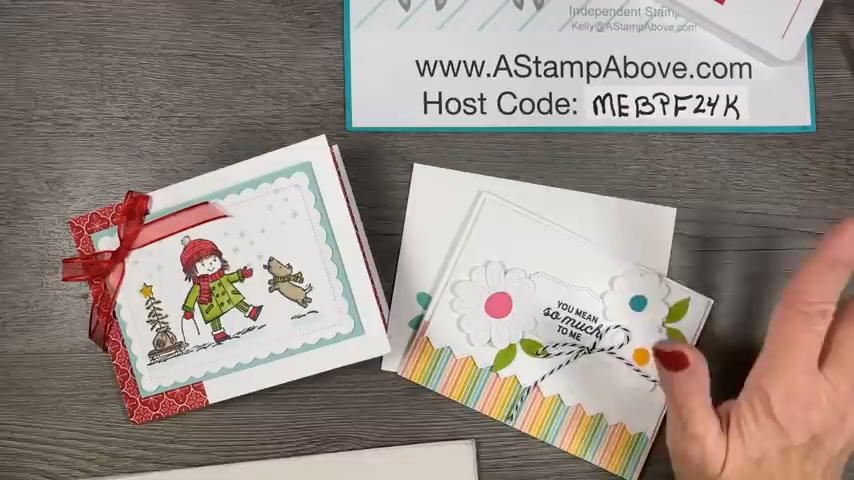 Independent Stamp
Kelly@AStampAbove.com
www.AStampAbove.com
Host Code: MEBPF24K
YOU MEAN
so much
TO ME